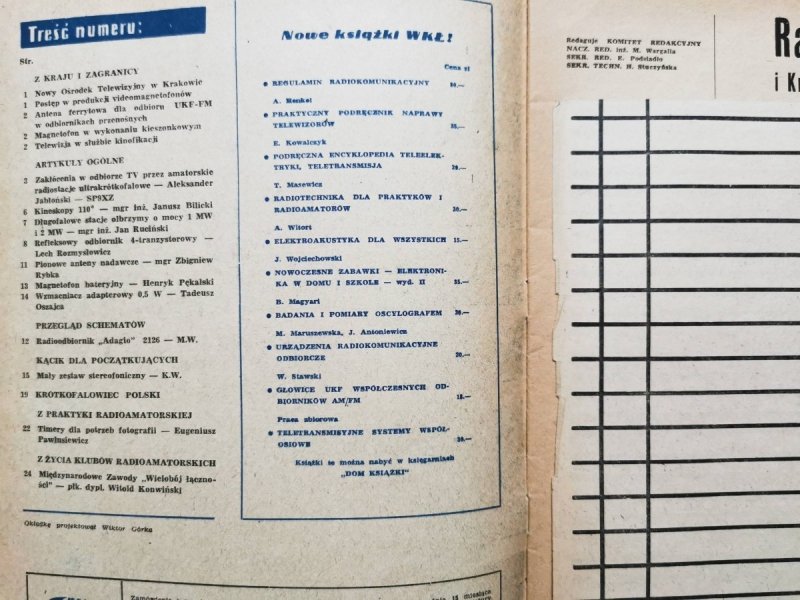 Treść numeru:
Str.
Z KRAJU I ZAGRANICY
1 Nowy Ośrodek Telewizyjny w Krakowie
1 Postęp w produkcji videomagnetofonów
2 Antena ferrytowa dla odbioru UKF-FM
w odbiornikach przenośnych
2 Magnetofon w wykonaniu kieszonkowym
2 Telewizja w służbie kinofikacji
ARTYKUŁY OGÓLNE
3 Zakłócenia w odbiorze TV przez amatorskie
radiostacje ultrakrótkofalowe — Aleksander
Jabłoński — SP9XZ
6 Kineskopy 110° — mgr inż. Janusz Bilicki
7 Długofalowe stacje olbrzymy o mocy 1 MW
i 2 MW — mgr inż. Jan Ruciński
8 Refleksowy odbiornik 4-tranzystorowy —
Lech Rozmysłowicz
11 Pionowe anteny nadawcze — mgr Zbigniew
Rybka
13 Magnetofon bateryjny — Henryk Pękalski
14 Wzmacniacz adapterowy 0,5 W — Tadeusz
Oszajca
PRZEGLĄD SCHEMATÓW
12 Radioodbiornik „Adagio" 2126 — M.W.
KĄCIK DLA POCZĄTKUJĄCYCH
15 Mały zestaw stereofoniczny — K.W.
19 KRÓTKOFALOWIEC POLSKI
Z PRAKTYKI RADIOAMATORSKIEJ
22 Timery dla potrzeb fotografii — Eugeniusz
Pawłusiewicz
Z ŻYCIA KLUBÓW RADIOAMATORSKICH
24 Międzynarodowe Zawody „Wielobój łączno-
ści" — płk. dypl. Witold Konwiński
Okładkę projektował Wiktor Górka
Nowe książki WKŁ!
Cena zł
• REGULAMIN RADIOKOMUNIKACYJNY
A. Henkel
• PRAKTYCZNY PODRĘCZNIK NAPRAWY
TELEWIZORÓW
E. Kowalczyk
• PODRĘCZNA ENCYKLOPEDIA TELEELEK-
TRYKI, TELETRANSMISJA
T. Masewicz
• RADIOTECHNIKA DLA PRAKTYKÓW I
RADIOAMATORÓW
A. Witort
• ELEKTROAKUSTYKA DLA WSZYSTKICH 15.—
J. Wojciechowski
• NOWOCZESNE ZABAWKI — ELEKTRONI-
KA W DOMU I SZKOLE — wyd. II
B. Magyari
• BADANIA I POMIARY OSCYLOGRAFEM
M. Maruszewska, J. Antoniewicz
• URZĄDZENIA RADIOKOMUNIKACYJNE
ODBIORCZE
W. Stawski
• GŁOWICE UKF WSPÓŁCZESNYCH OD-
BIORNIKÓW AM/FM
Praca zbiorowa
• TELETRANSMISYJNE SYSTEMY WSPÓŁ-
OSIOWE
Książki te można nabyć w księgarniach
„DOM KSIĄŻKI"
Redaguje KOMITET REDAKCYJNY
NACZ. RED. inż. M. Wargalla
SEKR. RED. E. Podsiadło
SEKR. TECHN. H. Stuczyńska
Ra
i Kr
15 miesiąca